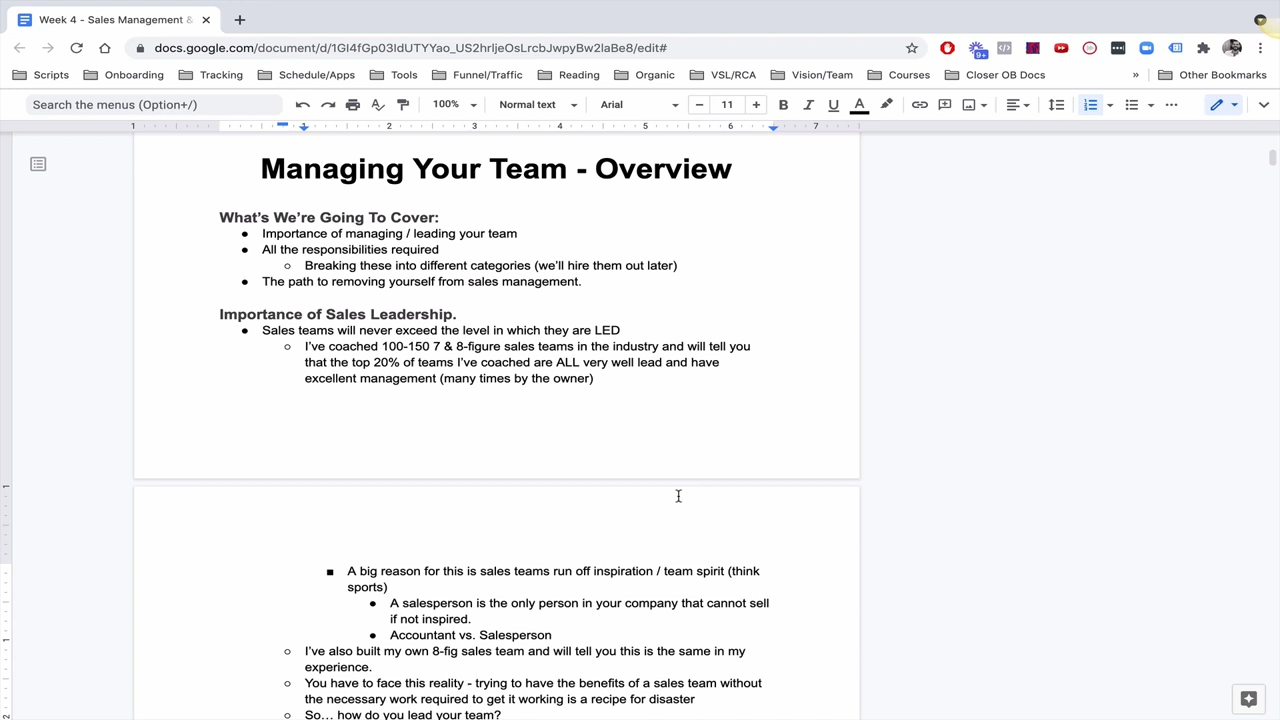 Week 4 - Sales Management &
docs.google.com/document/d/1Gl4fGp03ldUTYYao_US2hrljeOsLrcbJwpyBw2laBe8/edit#
9+
Scripts Onboarding Tracking Schedule/Apps Tools Funnel/Traffic Reading Organic VSL/RCA Vision/Team Courses Closer OB Docs » Other Bookmarks
Search the menus (Option+/) 100% Normal text Arial 11 B I U A
1 1 2 3 4 5 6 7
Managing Your Team - Overview
What's We're Going To Cover:
● Importance of managing / leading your team
● All the responsibilities required
○ Breaking these into different categories (we'll hire them out later)
● The path to removing yourself from sales management.
Importance of Sales Leadership.
● Sales teams will never exceed the level in which they are LED
○ I've coached 100-150 7 & 8-figure sales teams in the industry and will tell you
that the top 20% of teams I've coached are ALL very well lead and have
excellent management (many times by the owner)
■ A big reason for this is sales teams run off inspiration / team spirit (think
sports)
● A salesperson is the only person in your company that cannot sell
if not inspired.
● Accountant vs. Salesperson
○ I've also built my own 8-fig sales team and will tell you this is the same in my
experience.
○ You have to face this reality - trying to have the benefits of a sales team without
the necessary work required to get it working is a recipe for disaster
○ So… how do you lead your team?